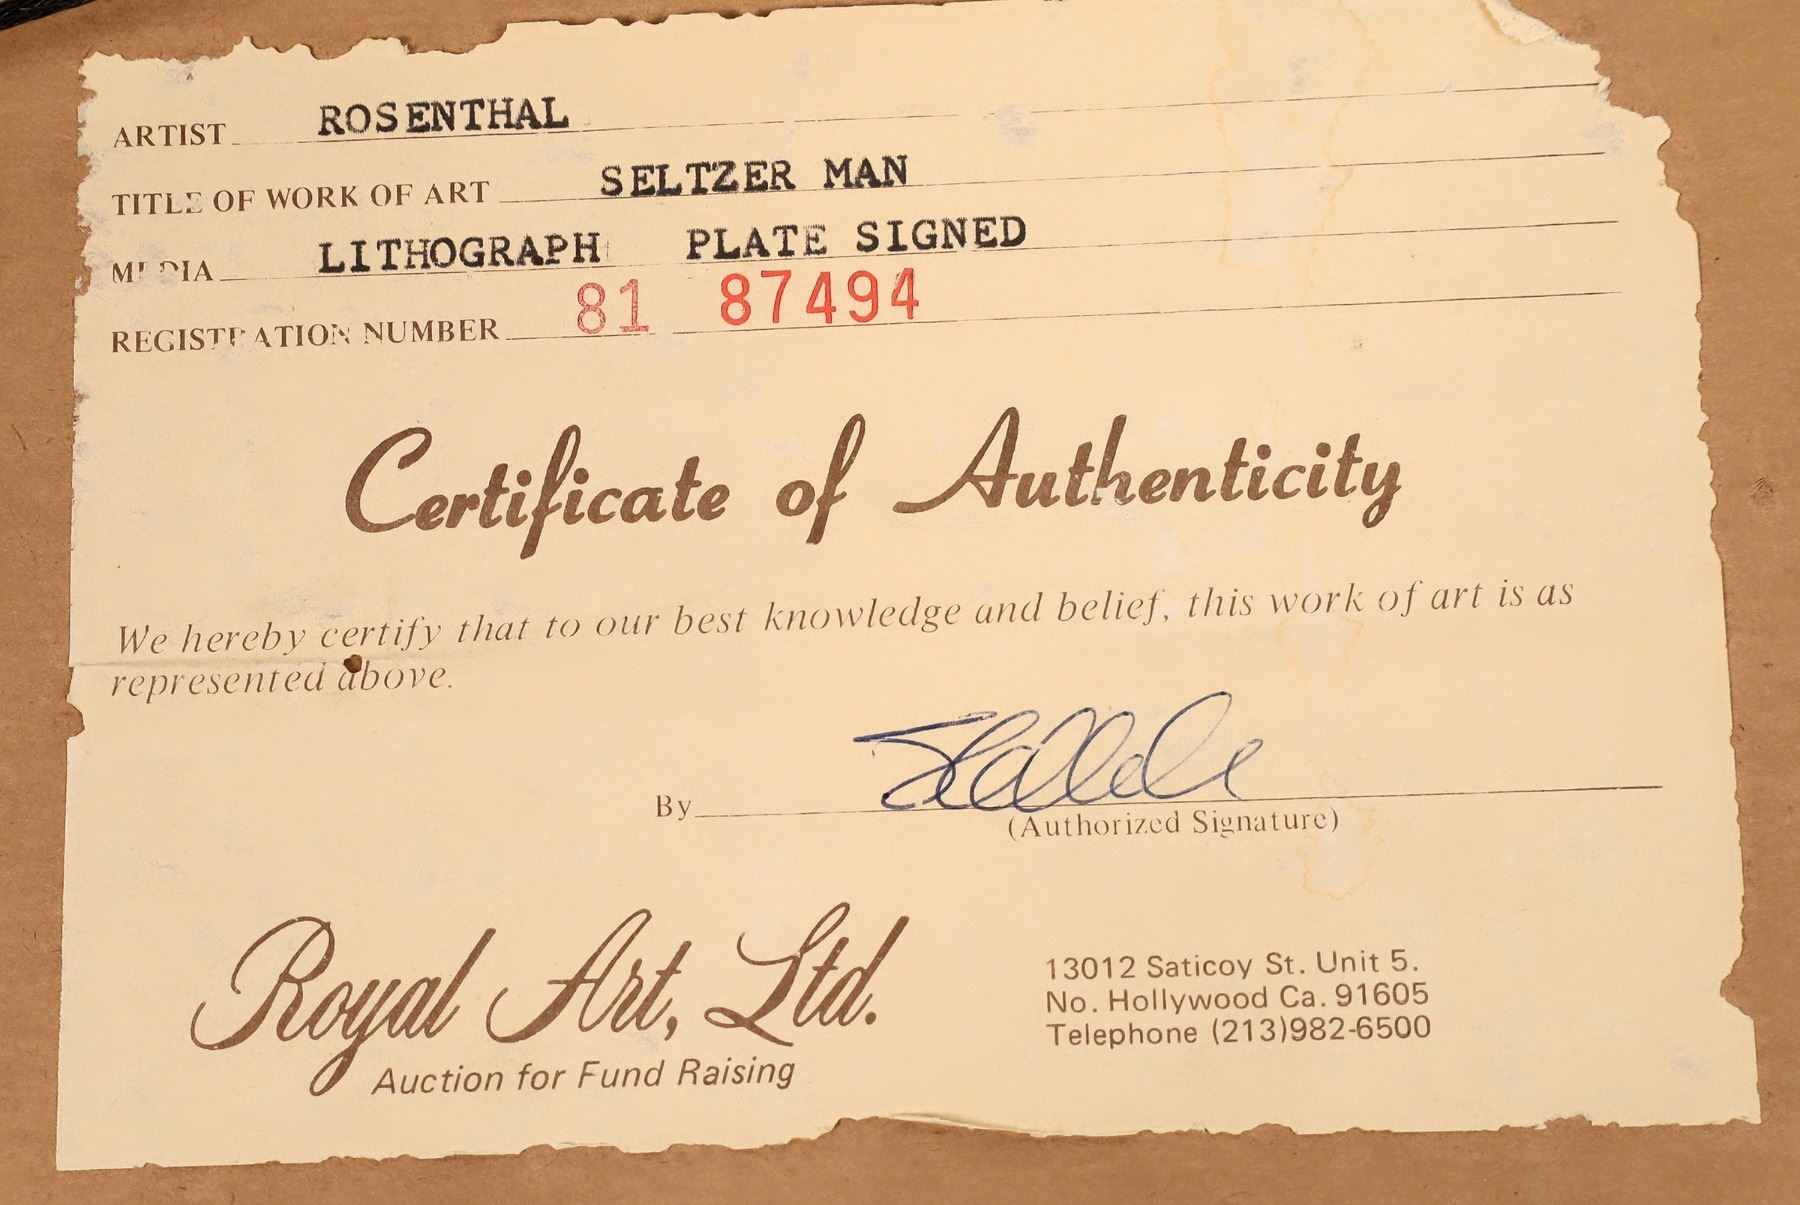 ARTIST ROSENTHAL
TITLE OF WORK OF ART SELTZER MAN
MEDIA LITHOGRAPH PLATE SIGNED
REGISTRATION NUMBER 81 87494
Certificate of Authenticity
We hereby certify that to our best knowledge and belief, this work of art is as
represented above.
By
(Authorized Signature)
Royal Art, Ltd.
Auction for Fund Raising
13012 Saticoy St. Unit 5.
No. Hollywood Ca. 91605
Telephone (213)982-6500